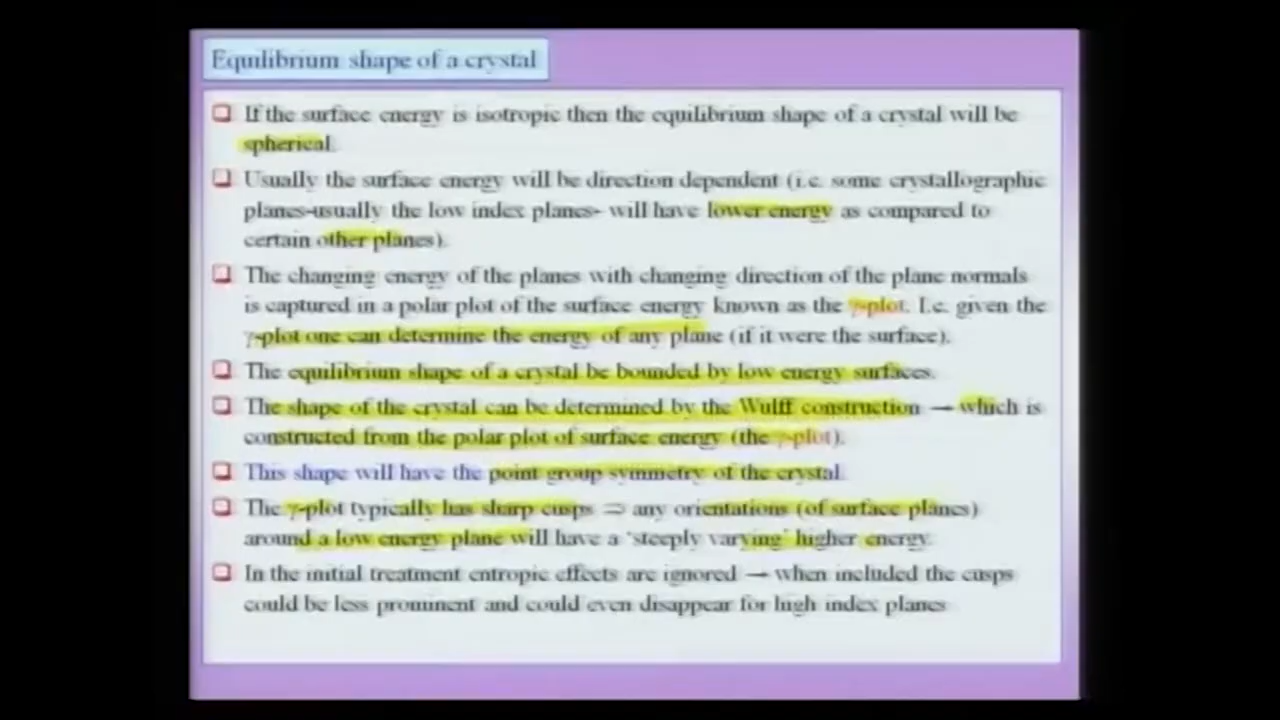 Equilibrium shape of a crystal
If the surface energy is isotropic then the equilibrium shape of a crystal will be
spherical.
Usually the surface energy will be direction dependent (i.e. some crystallographic
planes-usually the low index planes- will have lower energy as compared to
certain other planes).
The changing energy of the planes with changing direction of the plane normals
is captured in a polar plot of the surface energy known as the γ-plot. I.e. given the
γ-plot one can determine the energy of any plane (if it were the surface).
The equilibrium shape of a crystal be bounded by low energy surfaces.
The shape of the crystal can be determined by the Wulff construction → which is
constructed from the polar plot of surface energy (the γ-plot).
This shape will have the point group symmetry of the crystal.
The γ-plot typically has sharp cusps ⇒ any orientations (of surface planes)
around a low energy plane will have a ‘steeply varying’ higher energy.
In the initial treatment entropic effects are ignored → when included the cusps
could be less prominent and could even disappear for high index planes